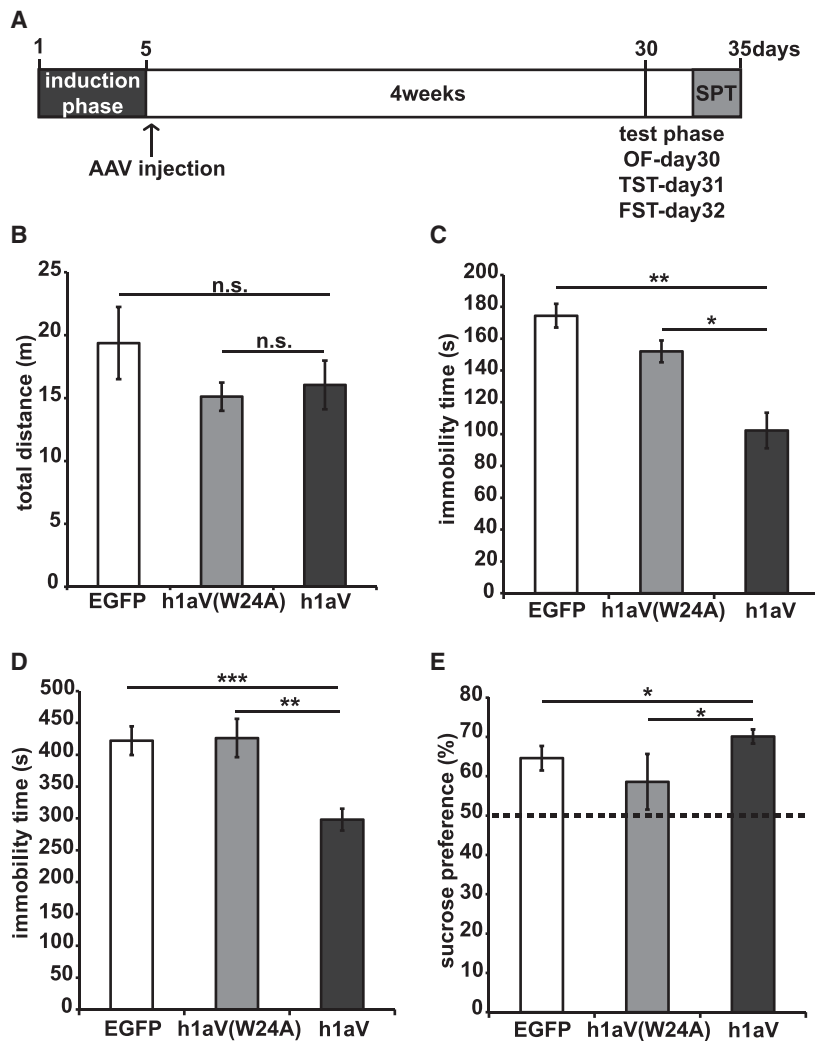 A
1 5 30 35days
induction
phase
4weeks
SPT
AAV injection
test phase
OF-day30
TST-day31
FST-day32
B
25
20
15
10
5
0
total distance (m)
n.s.
n.s.
EGFP h1aV(W24A) h1aV
C
200
180
160
140
120
100
80
60
40
20
0
immobility time (s)
**
*
EGFP h1aV(W24A) h1aV
D
500
450
400
350
300
250
200
150
100
50
0
immobility time (s)
***
**
EGFP h1aV(W24A) h1aV
E
80
70
60
50
40
30
20
10
0
sucrose preference (%)
*
*
EGFP h1aV(W24A) h1aV